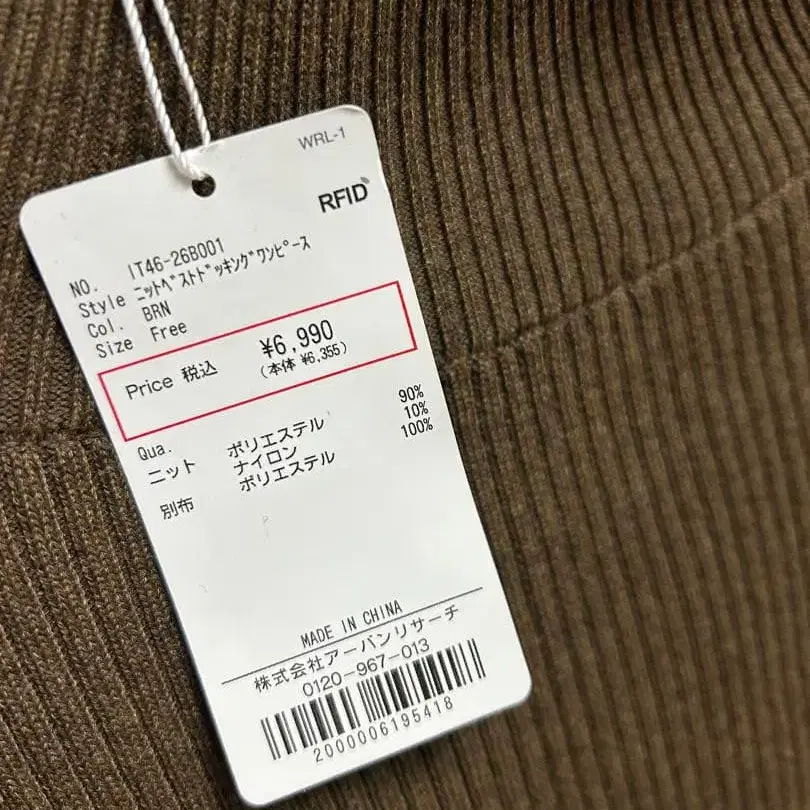 WRL-1
RFID
NO. IT46-26B001
Style ﾆｯﾄﾍﾞｽﾄﾄﾞｯｷﾝｸﾞﾜﾝﾋﾟｰｽ
Col. BRN
Size Free
Price 税込 ¥6,990
(本体 ¥6,355)
Qua.
ニット ポリエステル 90%
ナイロン 10%
別布 ポリエステル 100%
MADE IN CHINA
株式会社アーバンリサーチ
0120-967-013
2000006195418